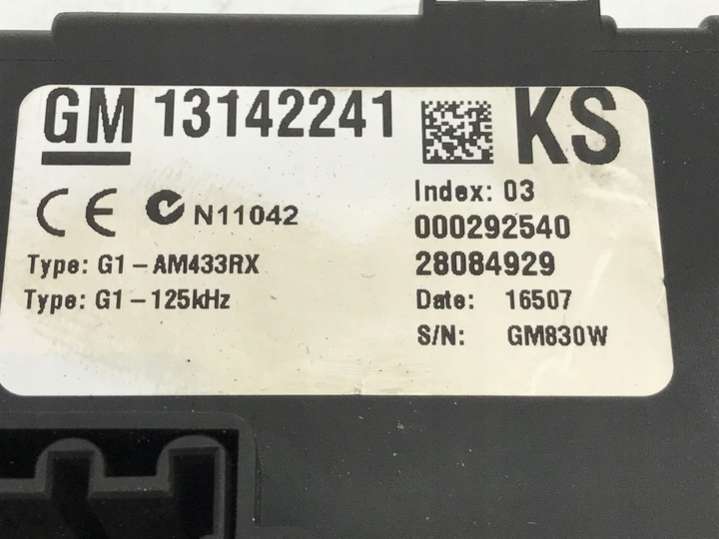 GM 13142241 KS
CE N11042
Index: 03
000292540
Type: G1-AM433RX
28084929
Type: G1-125kHz
Date: 16507
S/N: GM830W